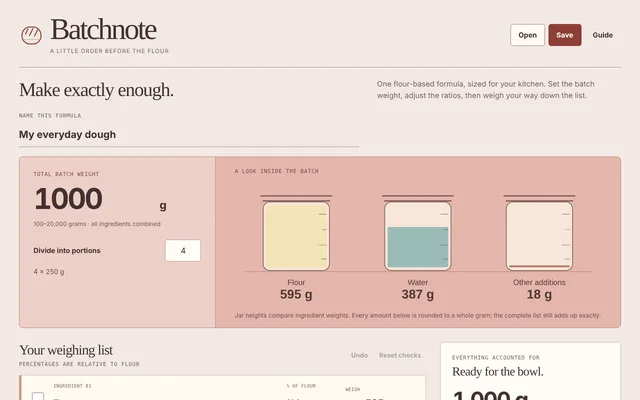 Batchnote
A LITTLE ORDER BEFORE THE FLOUR
Open
Save
Guide
Make exactly enough.
One flour-based formula, sized for your kitchen. Set the batch
weight, adjust the ratios, then weigh your way down the list.
NAME THIS FORMULA
My everyday dough
TOTAL BATCH WEIGHT
1000 g
100–20,000 grams · all ingredients combined
Divide into portions
4
4 × 250 g
A LOOK INSIDE THE BATCH
Flour
595 g
Water
387 g
Other additions
18 g
Jar heights compare ingredient weights. Every amount below is rounded to a whole gram; the complete list still adds up exactly.
Your weighing list
PERCENTAGES ARE RELATIVE TO FLOUR
Undo
Reset checks
INGREDIENT 01
% OF FLOUR
WEIGH
EVERYTHING ACCOUNTED FOR
Ready for the bowl.
1,000 g